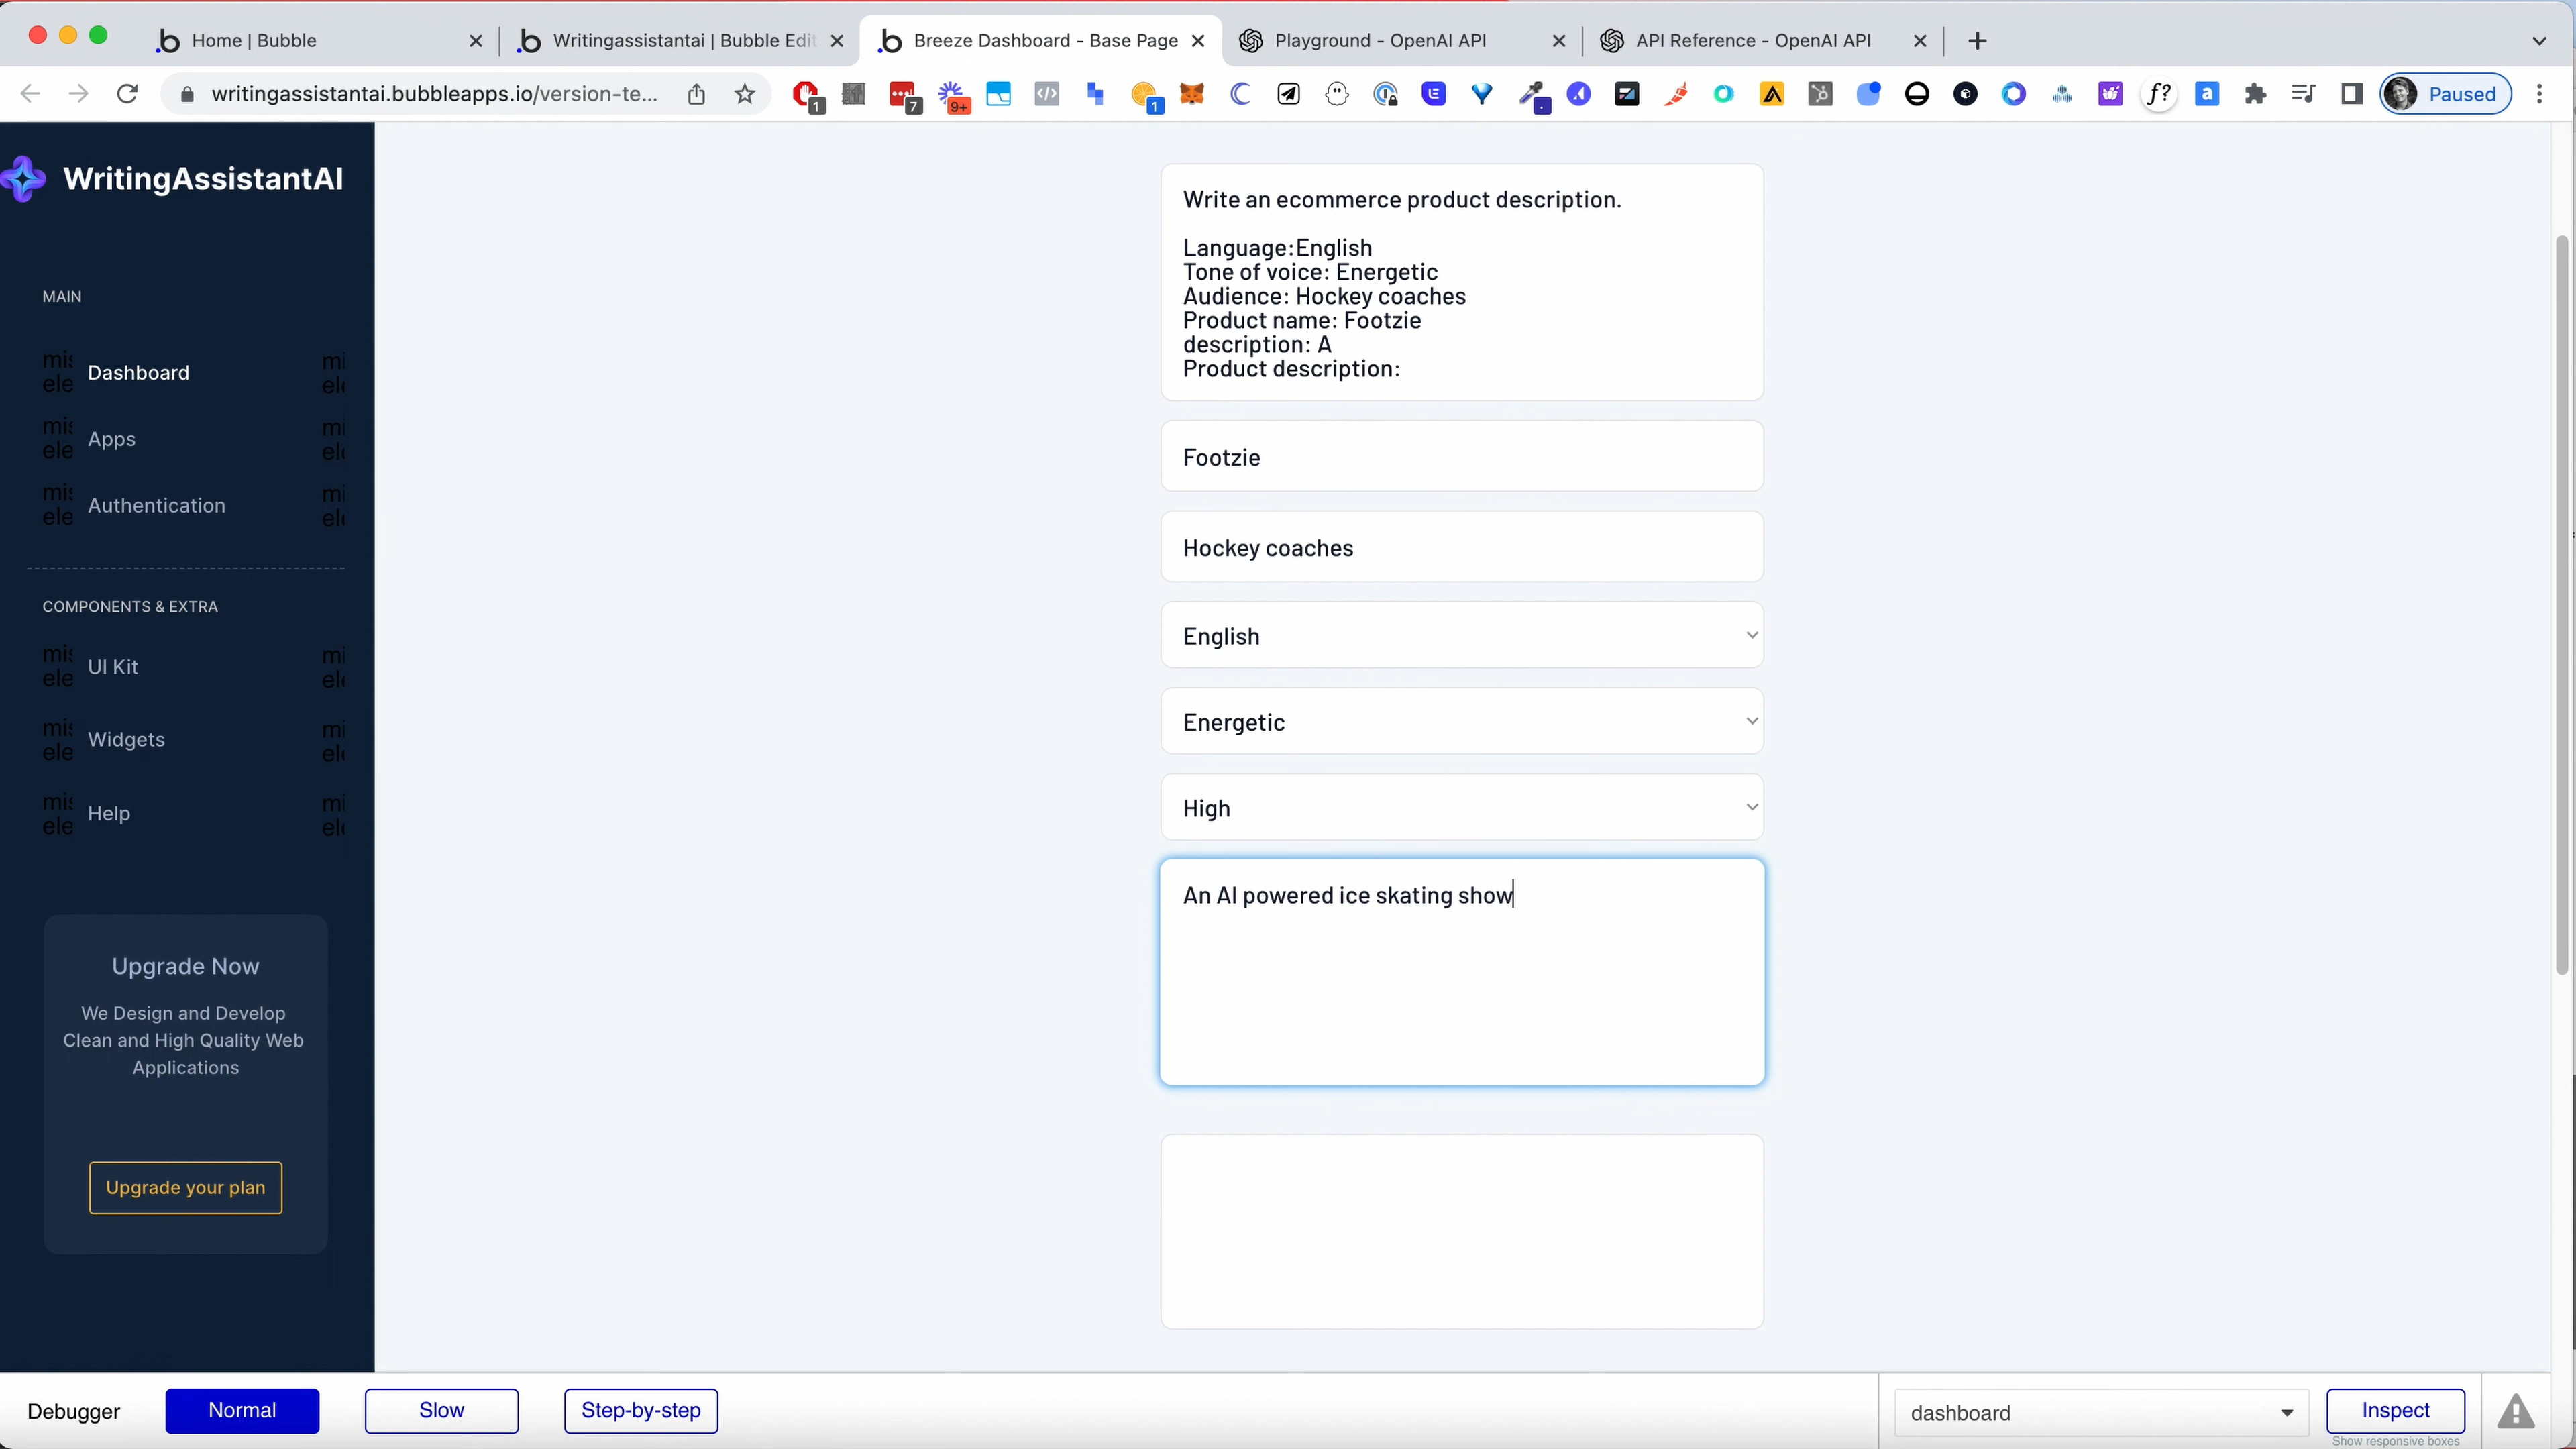 Home | Bubble
Writingassistantai | Bubble Edit
Breeze Dashboard - Base Page
Playground - OpenAI API
API Reference - OpenAI API
writingassistantai.bubbleapps.io/version-te...
1
7
9+
1
f?
a
Paused
WritingAssistantAI
MAIN
Dashboard
Apps
Authentication
COMPONENTS & EXTRA
UI Kit
Widgets
Help
Upgrade Now
We Design and Develop
Clean and High Quality Web
Applications
Upgrade your plan
Write an ecommerce product description.
Language:English
Tone of voice: Energetic
Audience: Hockey coaches
Product name: Footzie
description: A
Product description:
Footzie
Hockey coaches
English
Energetic
High
An AI powered ice skating show
Debugger
Normal
Slow
Step-by-step
dashboard
Inspect
Show responsive boxes